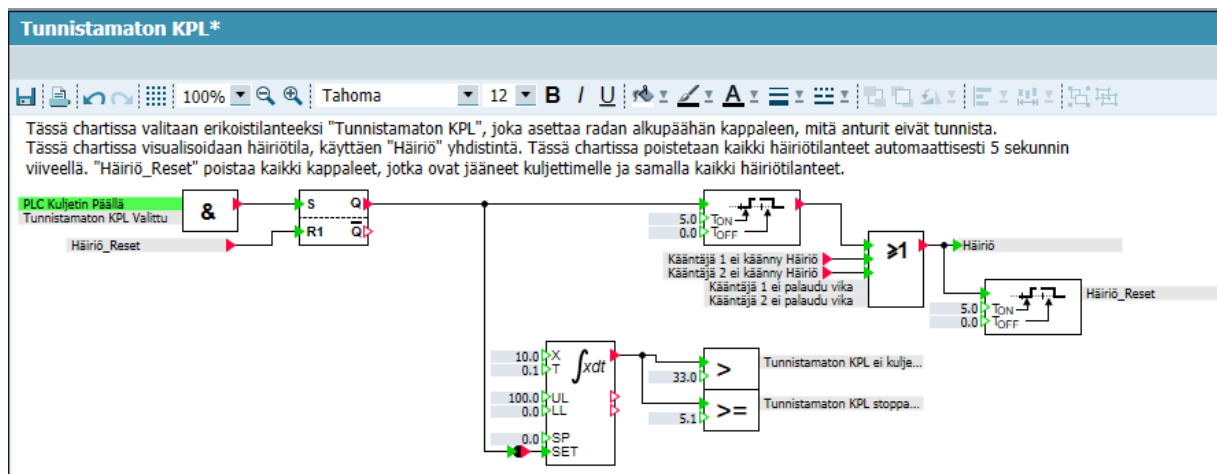 Tunnistamaton KPL*
100% Tahoma 12 B I U A
Tässä chartissa valitaan erikoistilanteeksi "Tunnistamaton KPL", joka asettaa radan alkupäähän kappaleen, mitä anturit eivät tunnista.
Tässä chartissa visualisoidaan häiriötila, käyttäen "Häiriö" yhdistintä. Tässä chartissa poistetaan kaikki häiriötilanteet automaattisesti 5 sekunnin
viiveellä. "Häiriö_Reset" poistaa kaikki kappaleet, jotka ovat jääneet kuljettimelle ja samalla kaikki häiriötilanteet.
PLC Kuljetin Päällä
Tunnistamaton KPL Valittu
&
Häiriö_Reset
S Q
R1 Q
5.0 TON
0.0 TOFF
Kääntäjä 1 ei käänny Häiriö
Kääntäjä 2 ei käänny Häiriö
Kääntäjä 1 ei palaudu vika
Kääntäjä 2 ei palaudu vika
≥1
Häiriö
5.0 TON
0.0 TOFF
Häiriö_Reset
10.0 X
0.1 T
∫xdt
100.0 UL
0.0 LL
0.0 SP
SET
33.0 >
Tunnistamaton KPL ei kulje...
5.1 >=
Tunnistamaton KPL stoppa...